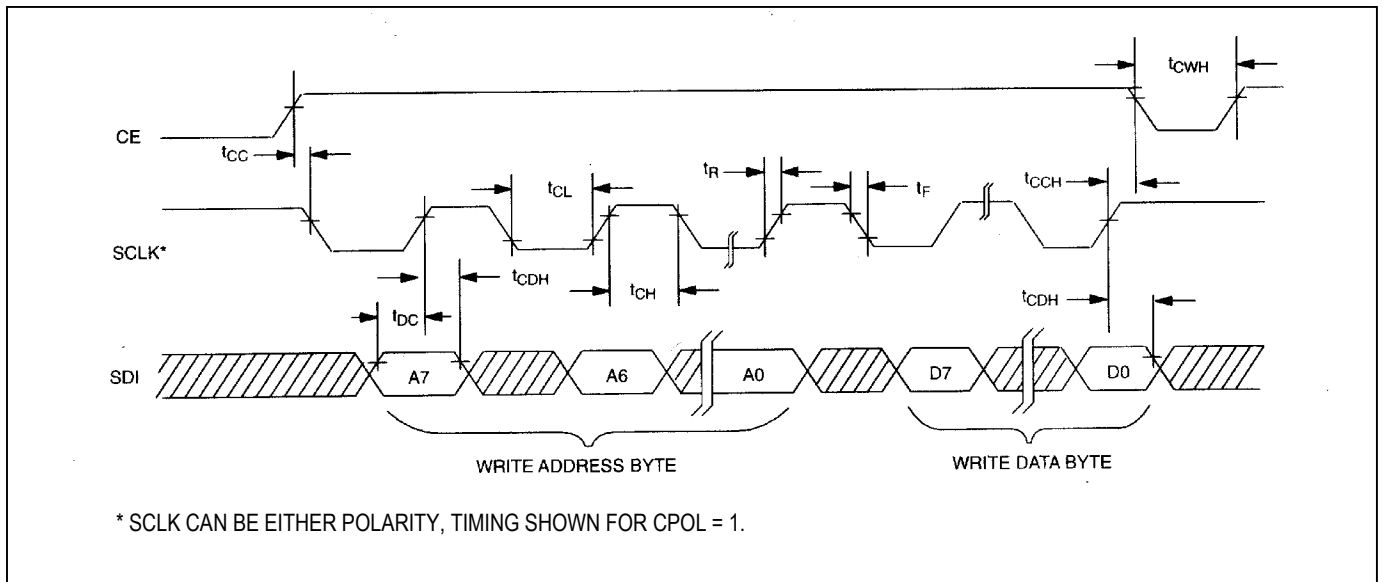 tCWH
CE
tCC
tCL
tR
tF
tCCH
SCLK*
tCDH
tCH
tDC
tCDH
SDI
A7
A6
A0
D7
D0
WRITE ADDRESS BYTE
WRITE DATA BYTE
* SCLK CAN BE EITHER POLARITY, TIMING SHOWN FOR CPOL = 1.